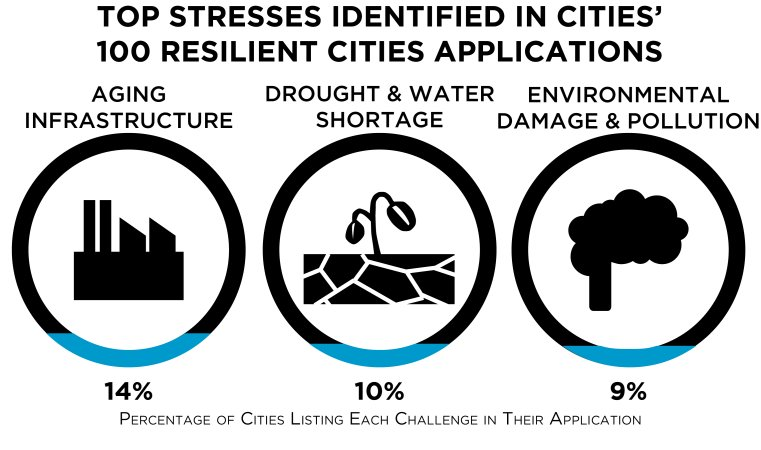 TOP STRESSES IDENTIFIED IN CITIES’
100 RESILIENT CITIES APPLICATIONS
AGING
INFRASTRUCTURE
DROUGHT & WATER
SHORTAGE
ENVIRONMENTAL
DAMAGE & POLLUTION
14%
10%
9%
Percentage of Cities Listing Each Challenge in Their Application